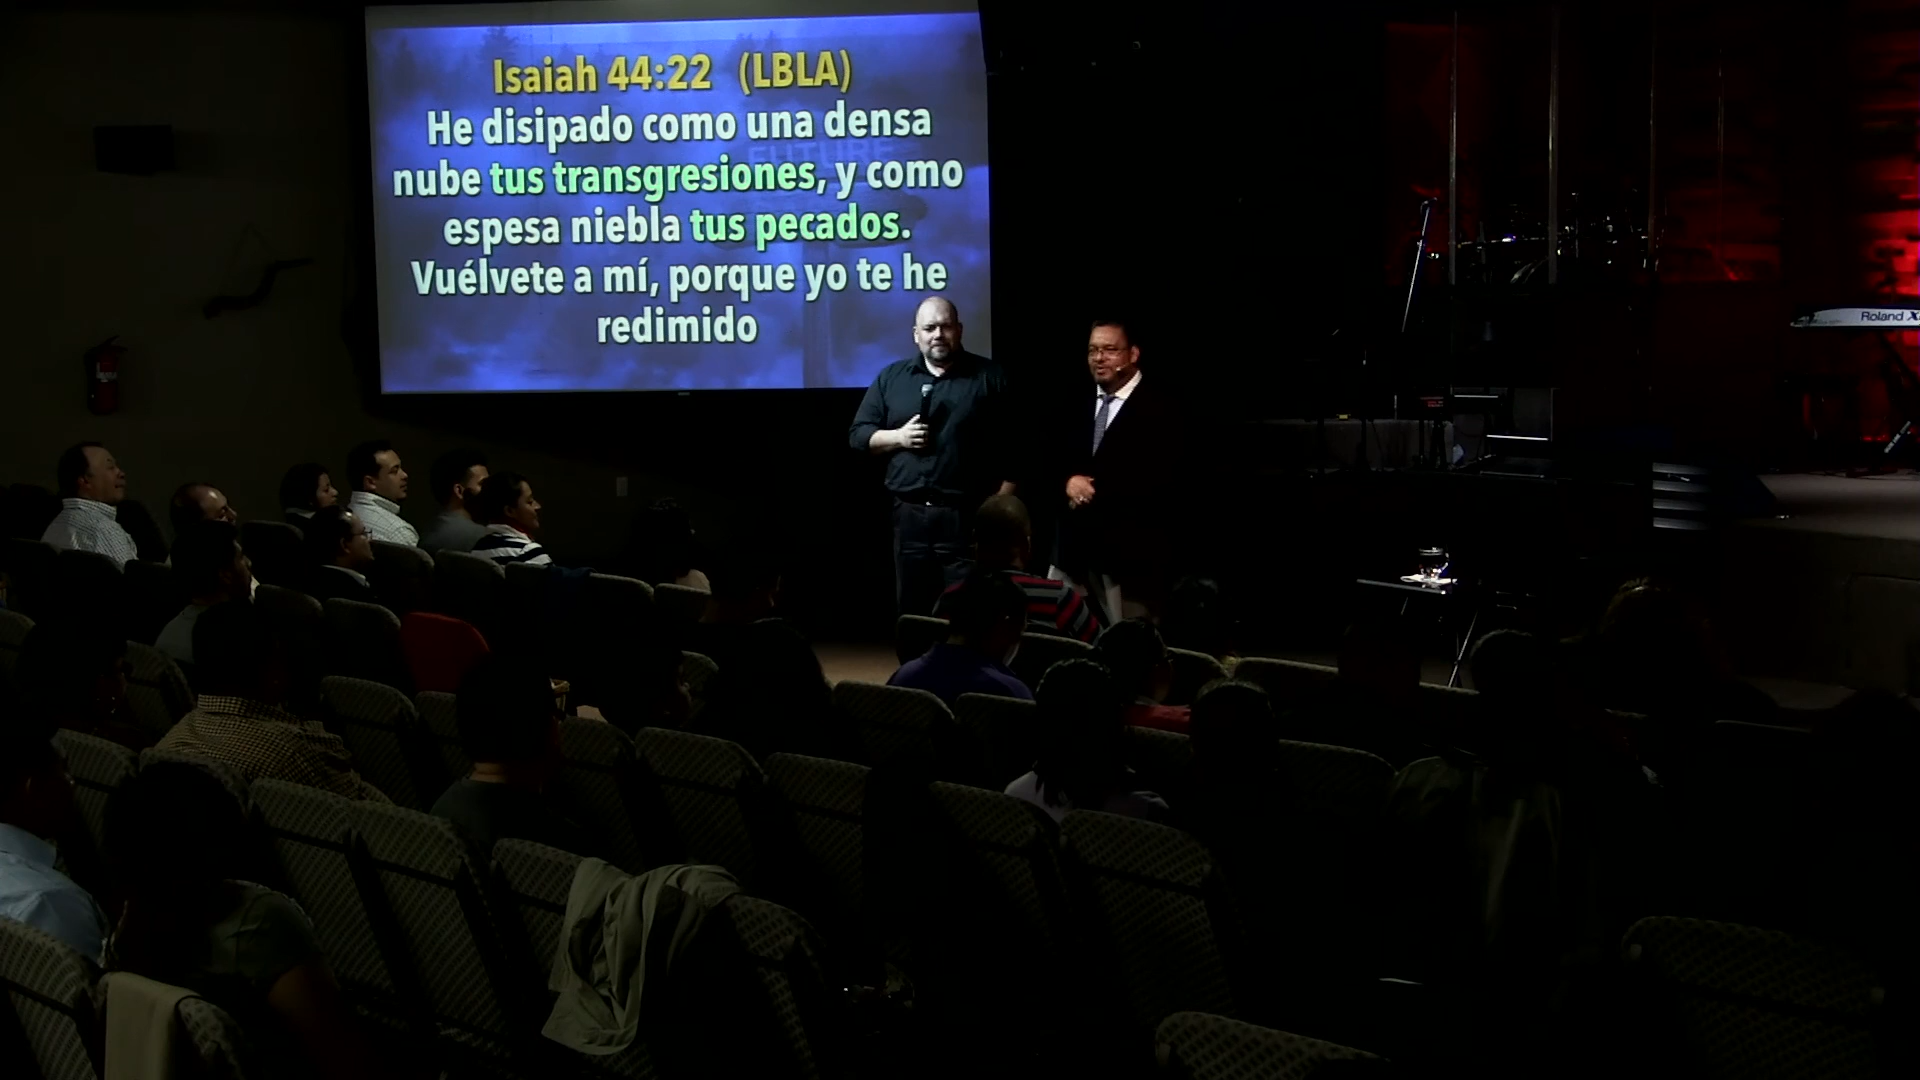 Isaiah 44:22 (LBLA)
He disipado como una densa
nube tus transgresiones, y como
espesa niebla tus pecados.
Vuélvete a mí, porque yo te he
redimido
FUTURE
Roland